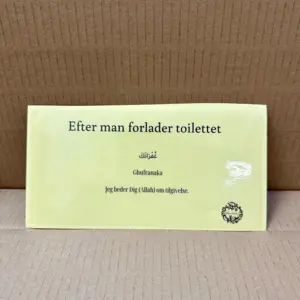 Efter man forlader toilettet
غُفْرَانَكَ
Ghufranaka
Jeg beder Dig (Allah) om tilgivelse.